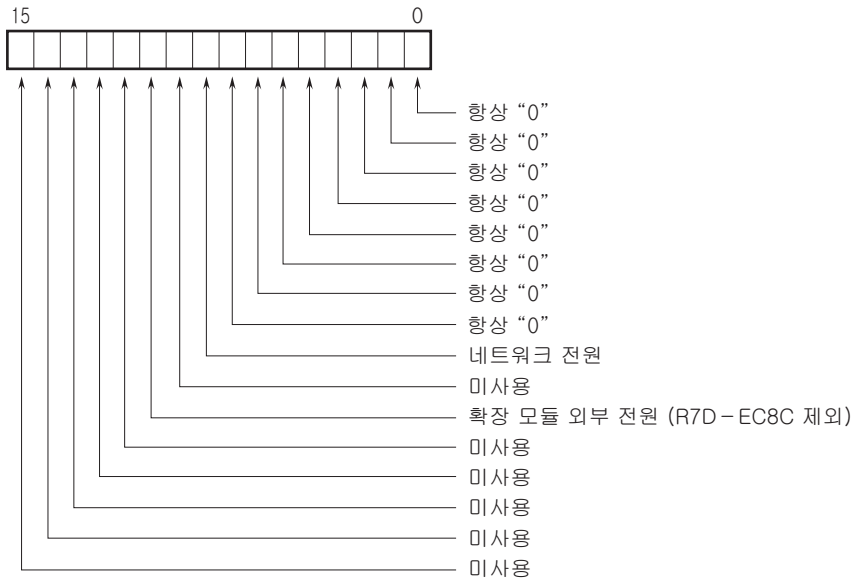 15 0
항상 “0”
항상 “0”
항상 “0”
항상 “0”
항상 “0”
항상 “0”
항상 “0”
항상 “0”
네트워크 전원
미사용
확장 모듈 외부 전원 (R7D－EC8C 제외)
미사용
미사용
미사용
미사용
미사용